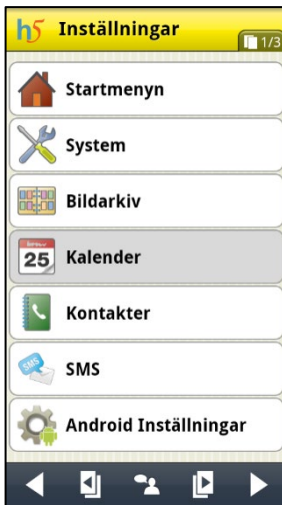 h5 Inställningar
1/3
Startmenyn
System
Bildarkiv
25 Kalender
Kontakter
SMS SMS
Android Inställningar